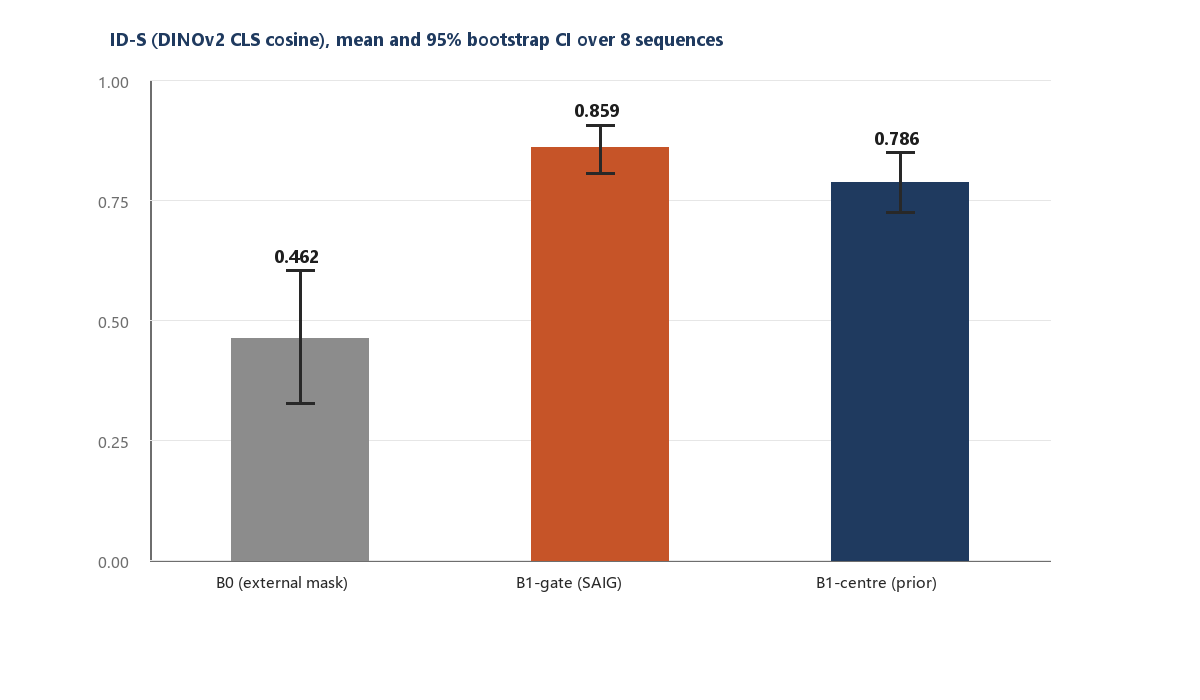 ID-S (DINOv2 CLS cosine), mean and 95% bootstrap CI over 8 sequences
1.00
0.859
0.786
0.75
0.462
0.50
0.25
0.00
B0 (external mask)
B1-gate (SAIG)
B1-centre (prior)